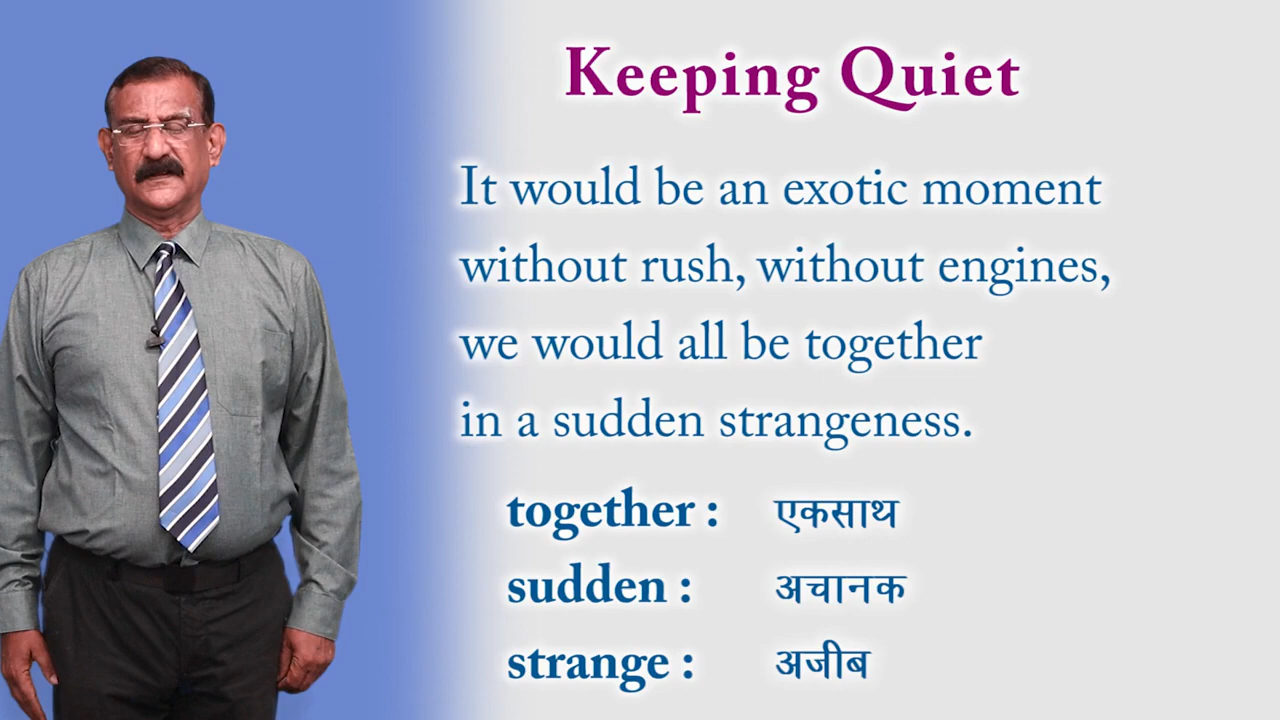 Keeping Quiet
It would be an exotic moment
without rush, without engines,
we would all be together
in a sudden strangeness.
together : एकसाथ
sudden : अचानक
strange : अजीब